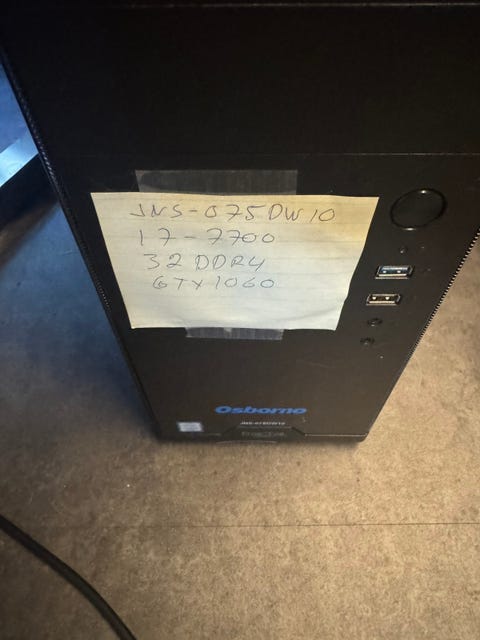 JNS-075DW10
i7-7700
32 DDR4
GTX1060
Osborne